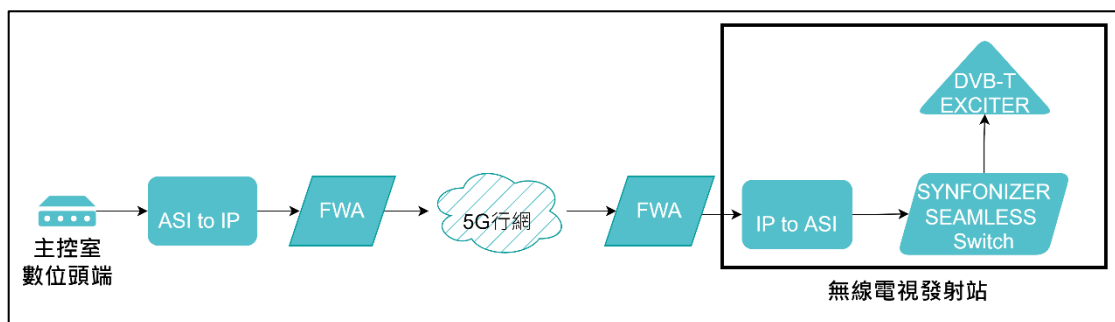 主控室
數位頭端
ASI to IP
FWA
5G行網
FWA
IP to ASI
SYNFONIZER
SEAMLESS
Switch
DVB-T
EXCITER
無線電視發射站